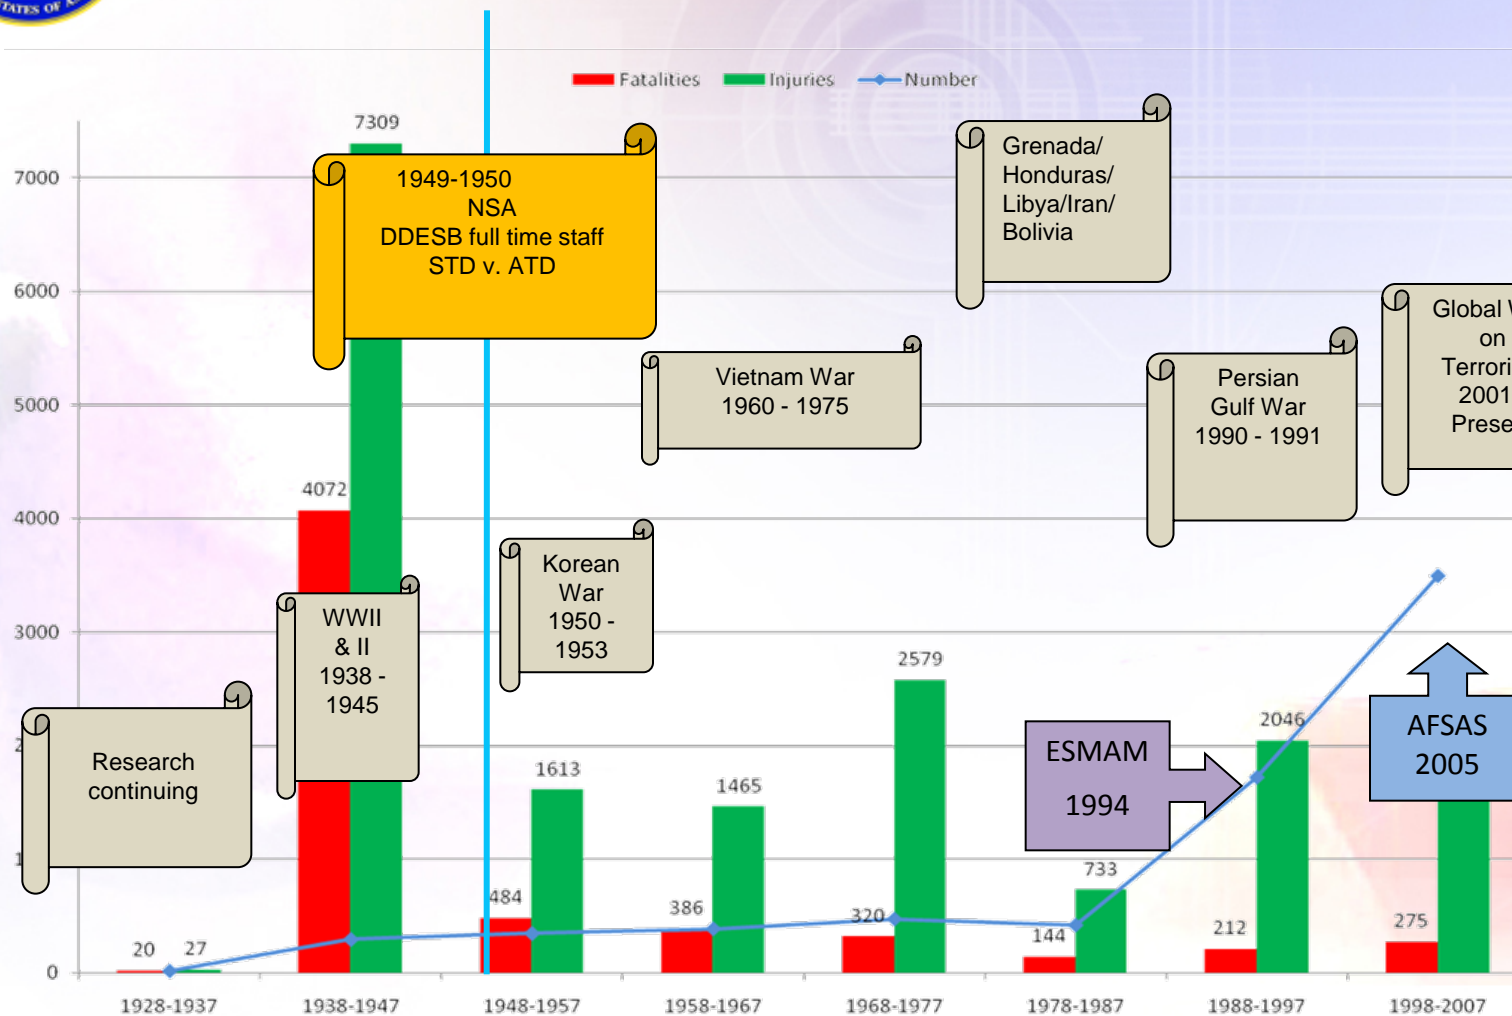 TATES OF A
Fatalities Injuries Number
7309
7000
6000
5000
4000
3000
0
1949-1950
NSA
DDESB full time staff
STD v. ATD
Grenada/
Honduras/
Libya/Iran/
Bolivia
Vietnam War
1960 - 1975
Persian
Gulf War
1990 - 1991
Global
on
Terrori
2001
Prese
4072
Korean
War
1950 -
1953
WWII
& II
1938 -
1945
Research
continuing
2579
2046
ESMAM
1994
AFSAS
2005
1613
1465
733
484
386
320
144
212
275
20 27
1928-1937 1938-1947 1948-1957 1958-1967 1968-1977 1978-1987 1988-1997 1998-2007